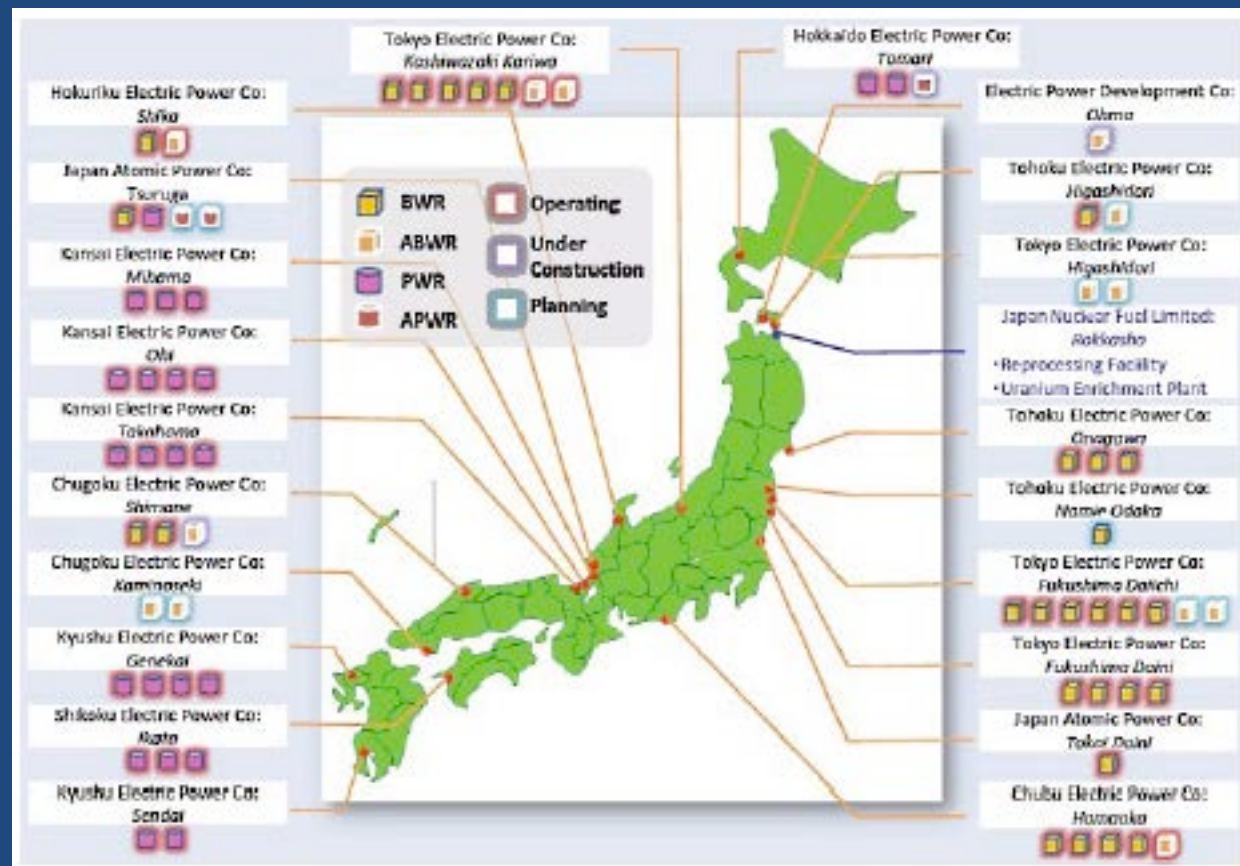 Tokyo Electric Power Co:
Kashiwazaki Kariwa
Hokkaido Electric Power Co:
Tomari
Hokuriku Electric Power Co:
Shika
Japan Atomic Power Co:
Tsuruga
Kansai Electric Power Co:
Mihama
Kansai Electric Power Co:
Ohi
Kansai Electric Power Co:
Takahama
Chugoku Electric Power Co:
Shimane
Chugoku Electric Power Co:
Kaminoseki
Kyushu Electric Power Co:
Genekai
Shikoku Electric Power Co:
Kyushu Electric Power Co:
Sendai
BWR
ABWR
PWR
APWR
Operating
Under
Construction
Planning
Electric Power Development Co:
Ohma
Tohoku Electric Power Co:
Higashidori
Tokyo Electric Power Co:
Higashidori
Japan Nuclear Fuel Limited:
Rokkasho
•Reprocessing Facility
•Uranium Enrichment Plant
Tohoku Electric Power Co:
Onagawa
Tohoku Electric Power Co:
Namie Odaka
Tokyo Electric Power Co:
Fukushima Daiichi
Tokyo Electric Power Co:
Fukushima Daini
Japan Atomic Power Co:
Tokai Daini
Chubu Electric Power Co:
Hamaoka